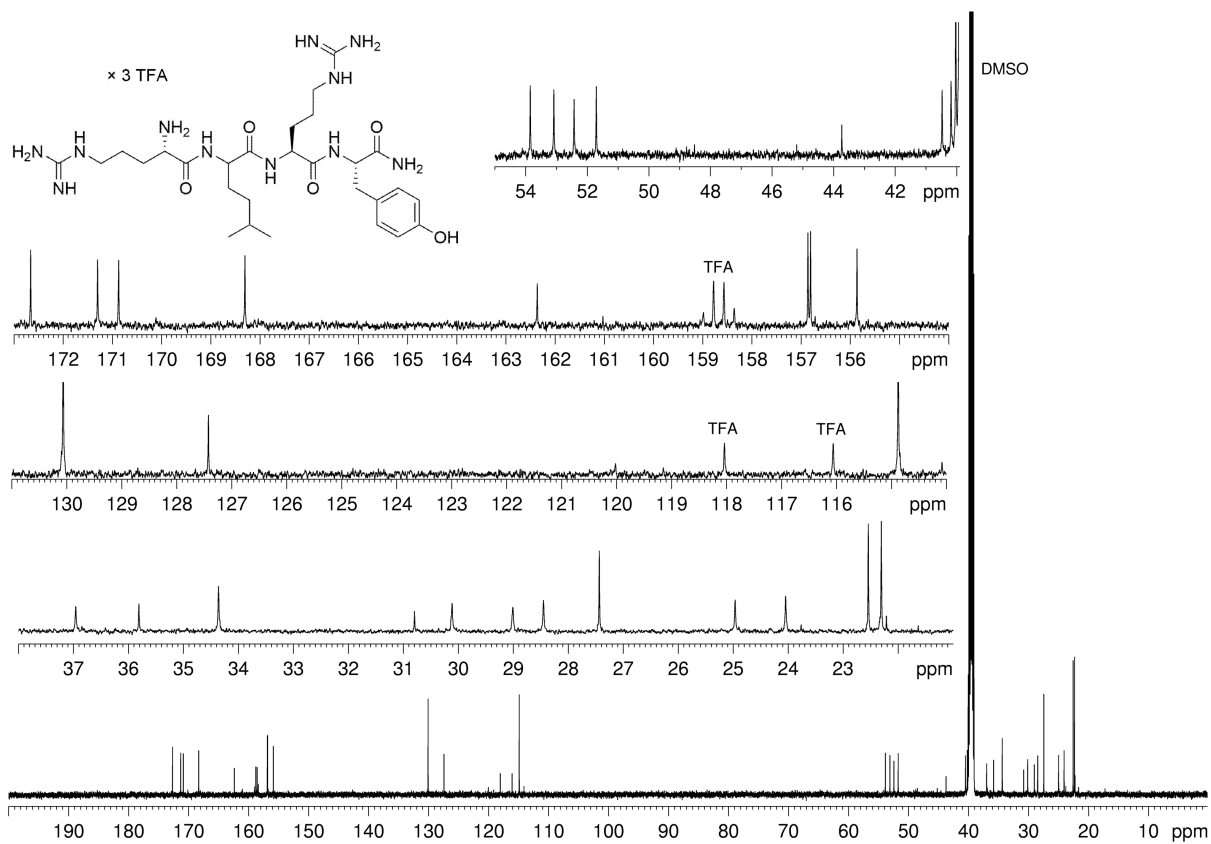 HN
NH2
NH
× 3 TFA
DMSO
H2N
H
N
NH
NH2
O
H
N
O
N
H
O
H
N
O
NH2
OH
54 52 50 48 46 44 42 ppm
TFA
172 171 170 169 168 167 166 165 164 163 162 161 160 159 158 157 156 ppm
TFA TFA
130 129 128 127 126 125 124 123 122 121 120 119 118 117 116 ppm
37 36 35 34 33 32 31 30 29 28 27 26 25 24 23 ppm
190 180 170 160 150 140 130 120 110 100 90 80 70 60 50 40 30 20 10 ppm